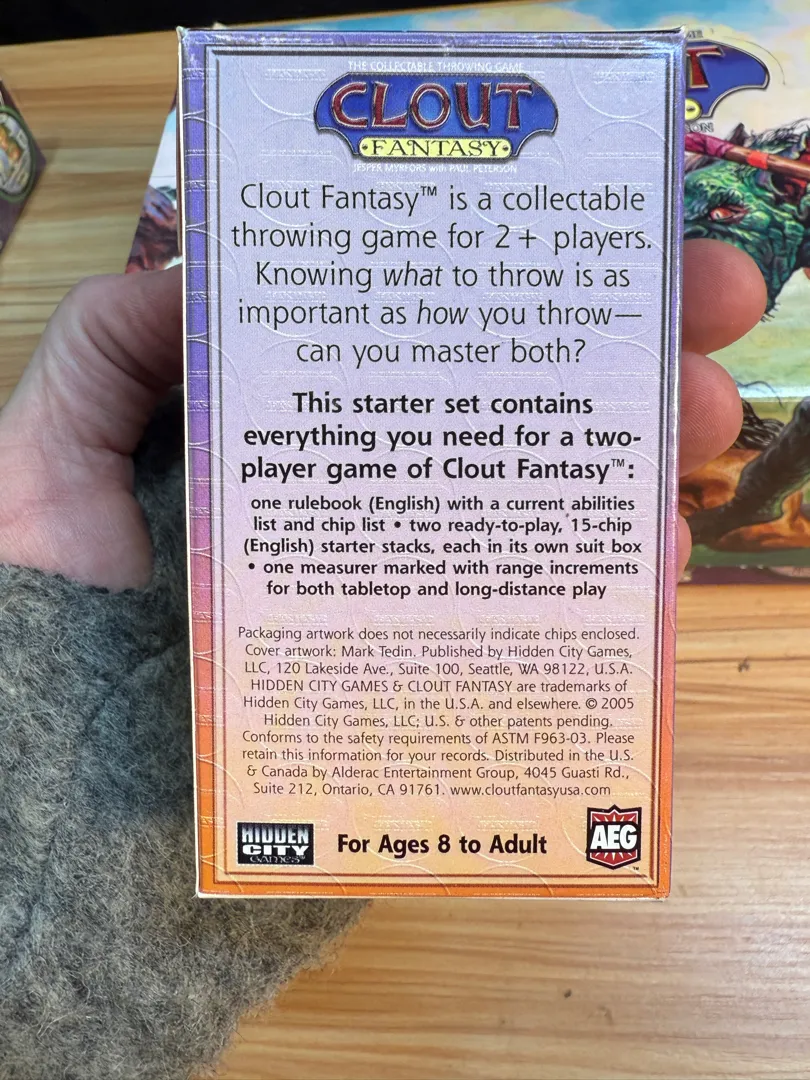 THE COLLECTABLE THROWING GAME
CLOUT
FANTASY
JESPER MYRFORS with PAUL PETERSON
Clout Fantasy™ is a collectable
throwing game for 2+ players.
Knowing what to throw is as
important as how you throw—
can you master both?
This starter set contains
everything you need for a two-
player game of Clout Fantasy™:
one rulebook (English) with a current abilities
list and chip list • two ready-to-play, 15-chip
(English) starter stacks, each in its own suit box
• one measurer marked with range increments
for both tabletop and long-distance play
Packaging artwork does not necessarily indicate chips enclosed.
Cover artwork: Mark Tedin. Published by Hidden City Games,
LLC, 120 Lakeside Ave., Suite 100, Seattle, WA 98122, U.S.A.
HIDDEN CITY GAMES & CLOUT FANTASY are trademarks of
Hidden City Games, LLC, in the U.S.A. and elsewhere. © 2005
Hidden City Games, LLC; U.S. & other patents pending.
Conforms to the safety requirements of ASTM F963-03. Please
retain this information for your records. Distributed in the U.S.
& Canada by Alderac Entertainment Group, 4045 Guasti Rd.,
Suite 212, Ontario, CA 91761. www.cloutfantasyusa.com
HIDDEN
CITY
GAMES™
For Ages 8 to Adult
AEG™